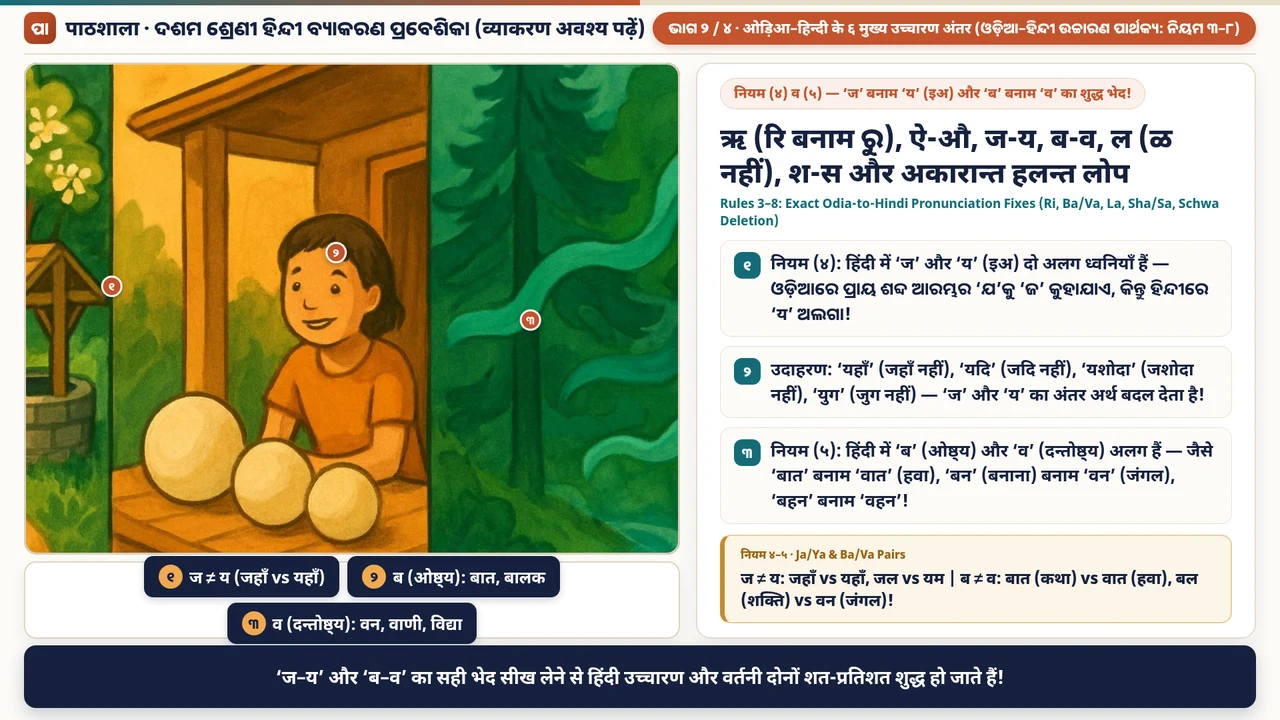 ପା ପାଠଶାଳା · ଦଶମ ଶ୍ରେଣୀ ହିନ୍ଦୀ ବ୍ୟାକରଣ ପ୍ରବେଶିକା (व्याकरण अवश्य पढ़ें)
ଭାଗ ୨ / ୪ · ओड़िआ-हिन्दी के ६ मुख्य उच्चारण अंतर (ଓଡ଼ିଆ-ହିନ୍ଦୀ ଉଚ୍ଚାରଣ ପାର୍ଥକ୍ୟ: ନିୟମ ୩-୮)
୧
୨
୩
୧ ज ≠ य (जहाँ vs यहाँ)
୨ ब (ओष्ठ्य): बात, बालक
୩ व (दन्तोष्ठ्य): वन, वाणी, विद्या
नियम (४) व (५) — ‘ज’ बनाम ‘य’ (इअ) और ‘ब’ बनाम ‘व’ का शुद्ध भेद!
ऋ (रि बनाम ରୁ), ऐ-औ, ज-य, ब-व, ल (ळ
नहीं), श-स और अकारान्त हलन्त लोप
Rules 3–8: Exact Odia-to-Hindi Pronunciation Fixes (Ri, Ba/Va, La, Sha/Sa, Schwa
Deletion)
୧ नियम (४): हिंदी में ‘ज’ और ‘य’ (इअ) दो अलग ध्वनियाँ हैं —
ଓଡ଼ିଆରେ ପ୍ରାୟ ଶବ୍ଦ ଆରମ୍ଭର ‘ଯ’କୁ ‘ଜ’ କୁହାଯାଏ, କିନ୍ତୁ ହିନ୍ଦୀରେ
‘य’ ଅଲଗା!
୨ उदाहरण: ‘यहाँ’ (जहाँ नहीं), ‘यदि’ (जदि नहीं), ‘यशोदा’ (जशोदा
नहीं), ‘युग’ (जुग नहीं) — ‘ज’ और ‘य’ का अंतर अर्थ बदल देता है!
୩ नियम (५): हिंदी में ‘ब’ (ओष्ठ्य) और ‘व’ (दन्तोष्ठ्य) अलग हैं — जैसे
‘बात’ बनाम ‘वात’ (हवा), ‘बन’ (बनाना) बनाम ‘वन’ (जंगल),
‘बहन’ बनाम ‘वहन’!
नियम ४-५ · Ja/Ya & Ba/Va Pairs
ज ≠ य: जहाँ vs यहाँ, जल vs यम | ब ≠ व: बात (कथा) vs वात (हवा), बल
(शक्ति) vs वन (जंगल)!
‘ज-य’ और ‘ब-व’ का सही भेद सीख लेने से हिंदी उच्चारण और वर्तनी दोनों शत-प्रतिशत शुद्ध हो जाते हैं!